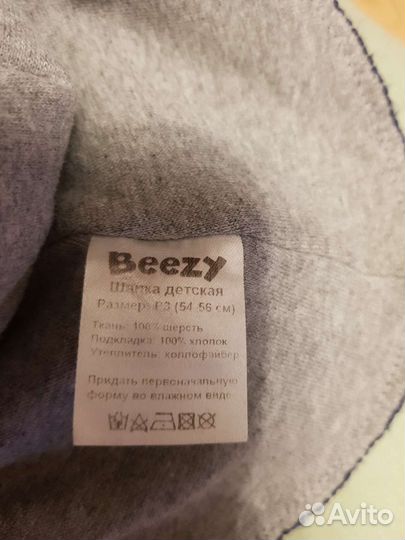 Beezy
Шапка детская
Размер: Р3 (54-56 см)
Ткань: 100% шерсть
Подкладка: 100% хлопок
Утеплитель: холлофайбер
Придать первоначальную
форму во влажном виде
Avito